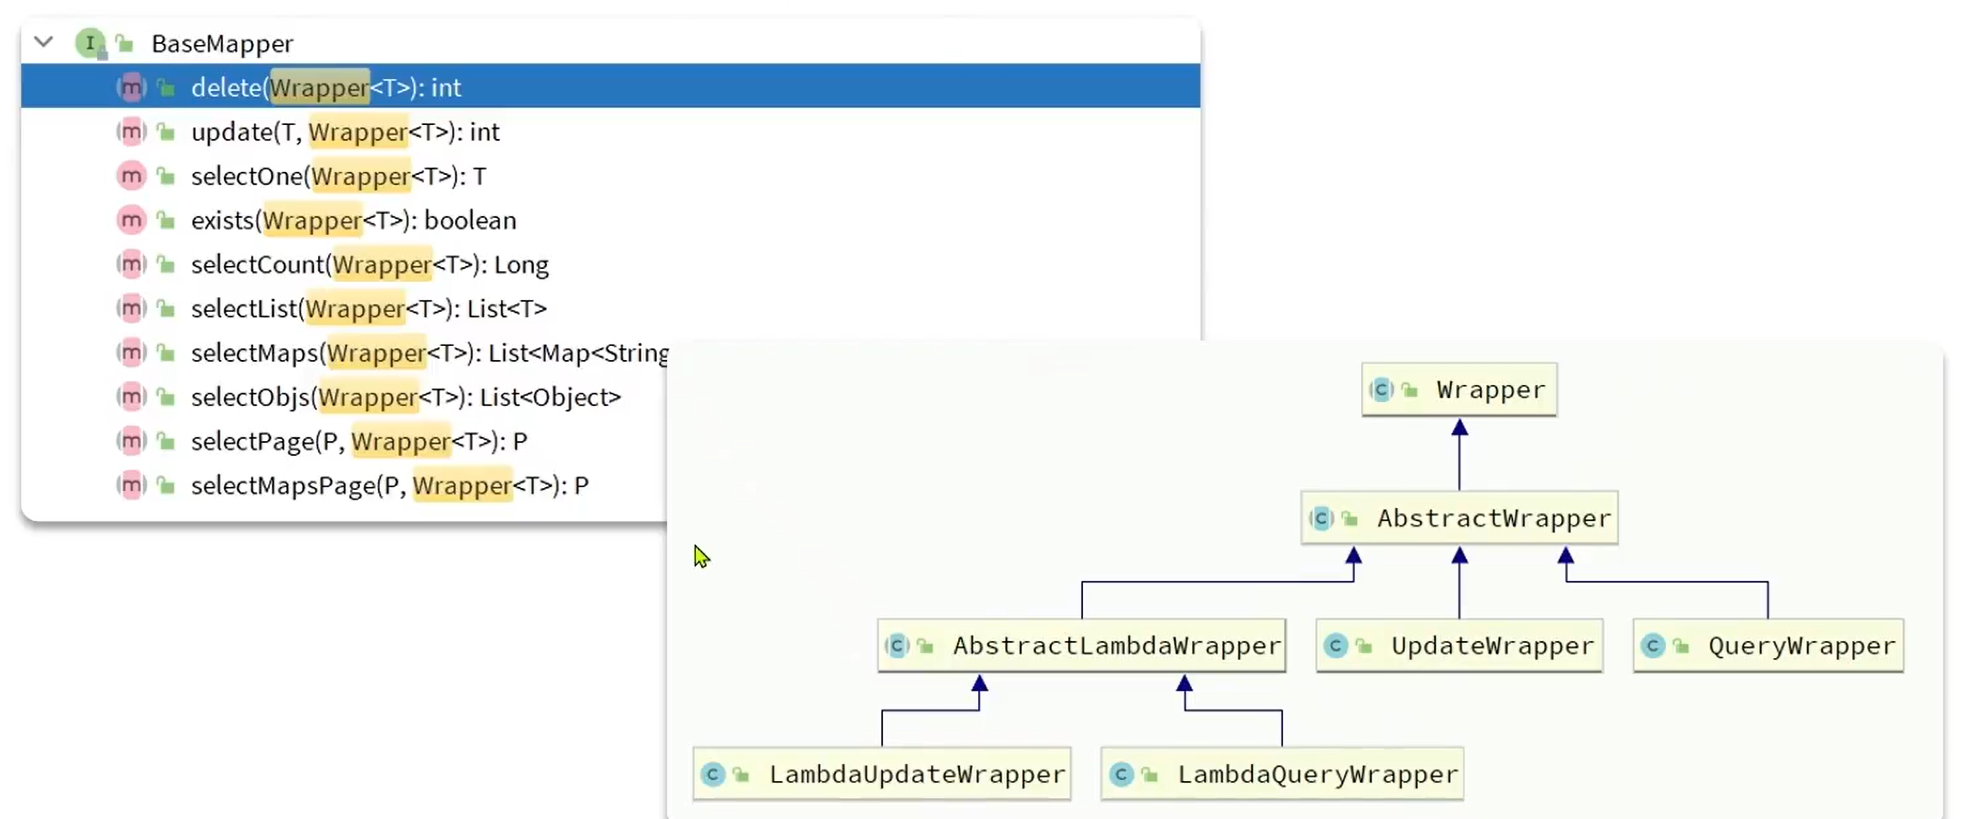 BaseMapper
delete(Wrapper<T>): int
update(T, Wrapper<T>): int
selectOne(Wrapper<T>): T
exists(Wrapper<T>): boolean
selectCount(Wrapper<T>): Long
selectList(Wrapper<T>): List<T>
selectMaps(Wrapper<T>): List<Map<String
selectObjs(Wrapper<T>): List<Object>
selectPage(P, Wrapper<T>): P
selectMapsPage(P, Wrapper<T>): P
Wrapper
AbstractWrapper
AbstractLambdaWrapper
UpdateWrapper
QueryWrapper
LambdaUpdateWrapper
LambdaQueryWrapper